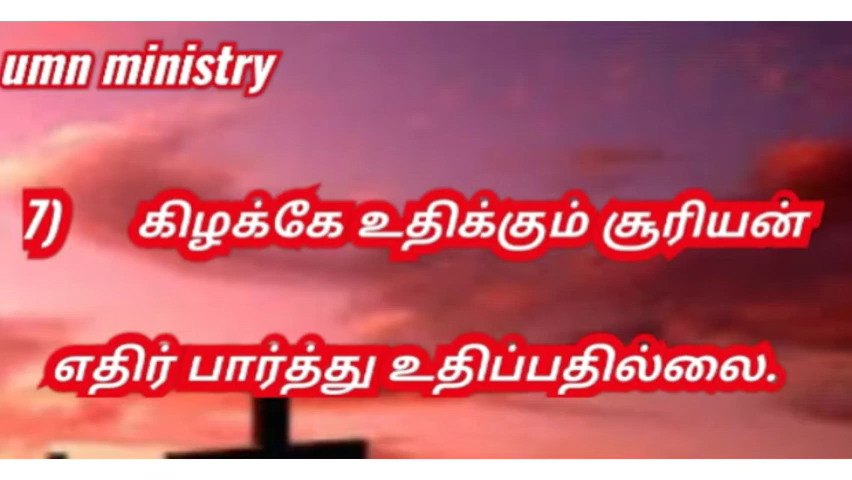 umn ministry
7) கிழக்கே உதிக்கும் சூரியன்
எதிர் பார்த்து உதிப்பதில்லை.